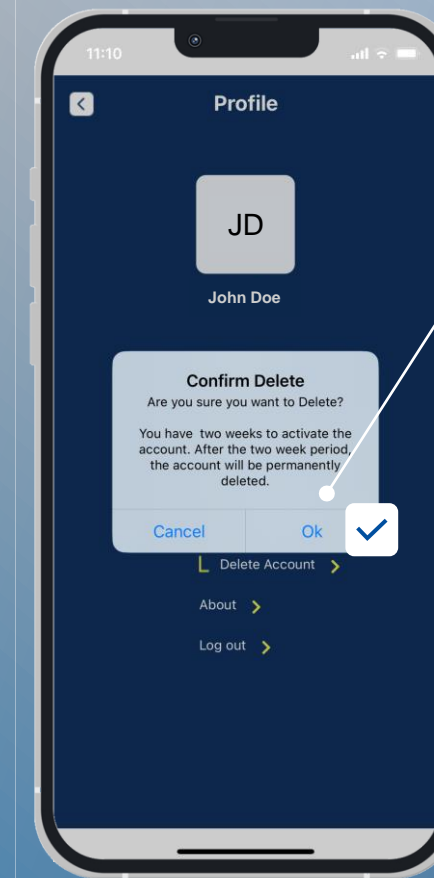 11:10
Profile
JD
John Doe
Confirm Delete
Are you sure you want to Delete?
You have two weeks to activate the
account. After the two week period,
the account will be permanently
deleted.
Cancel Ok
Delete Account
About
Log out